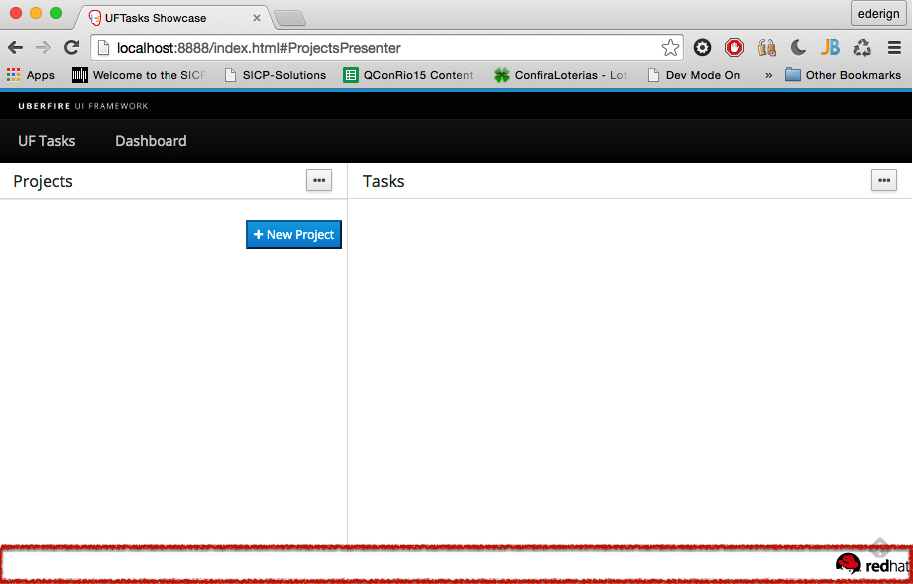 UFTasks Showcase
ederign
localhost:8888/index.html#ProjectsPresenter
Apps Welcome to the SICP SICP-Solutions QConRio15 Content ConfiraLoterias - Lot Dev Mode On » Other Bookmarks
UBERFIRE UI FRAMEWORK
UF Tasks Dashboard
Projects Tasks
+ New Project
redhat